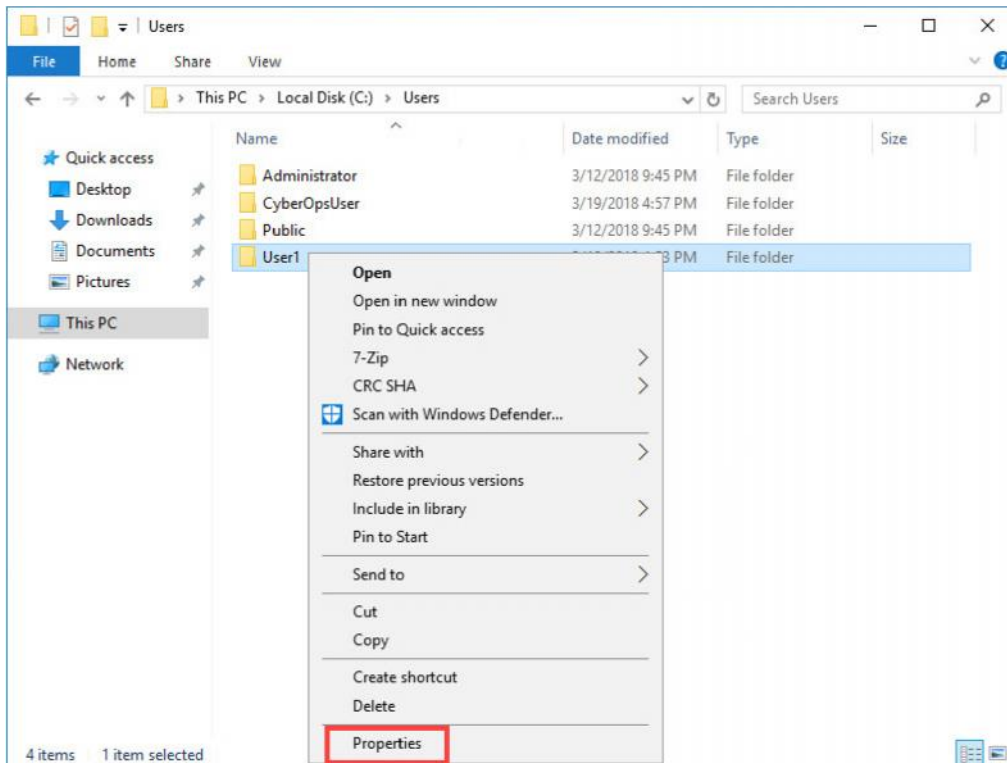 Users
File Home Share View
This PC > Local Disk (C:) > Users
Search Users
Name Date modified Type Size
Quick access
Desktop
Downloads
Documents
Pictures
This PC
Network
Administrator 3/12/2018 9:45 PM File folder
CyberOpsUser 3/19/2018 4:57 PM File folder
Public 3/12/2018 9:45 PM File folder
User1 3 PM File folder
Open
Open in new window
Pin to Quick access
7-Zip
CRC SHA
Scan with Windows Defender...
Share with
Restore previous versions
Include in library
Pin to Start
Send to
Cut
Copy
Create shortcut
Delete
Properties
4 items 1 item selected